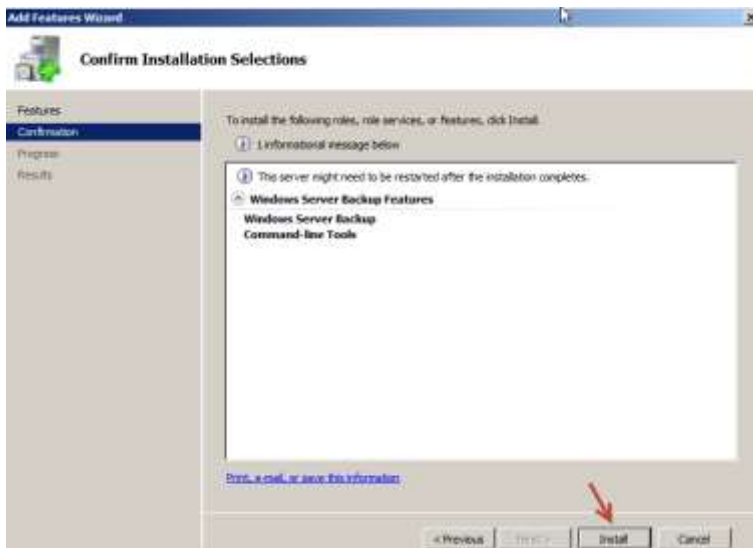 Add Features Wizard
Confirm Installation Selections
Features
Confirmation
Progress
Results
To install the following roles, role services, or features, click Install.
1 informational message below
This server might need to be restarted after the installation completes.
Windows Server Backup Features
Windows Server Backup
Command-line Tools
Print, e-mail, or save this information
< Previous
Next >
Install
Cancel